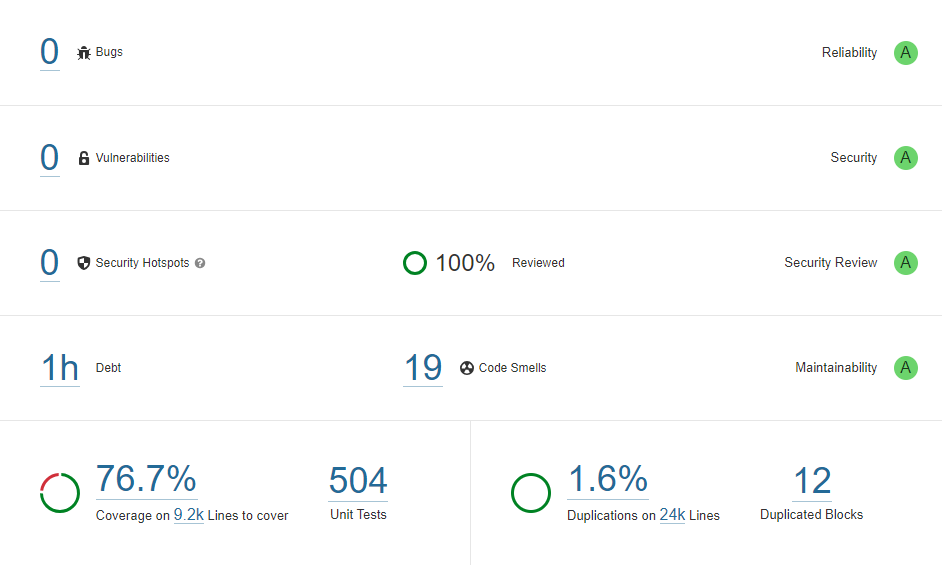 0 Bugs Reliability A
0 Vulnerabilities Security A
0 Security Hotspots ? 100% Reviewed Security Review A
1h Debt 19 Code Smells Maintainability A
76.7% 504 1.6% 12
Coverage on 9.2k Lines to cover Unit Tests Duplications on 24k Lines Duplicated Blocks